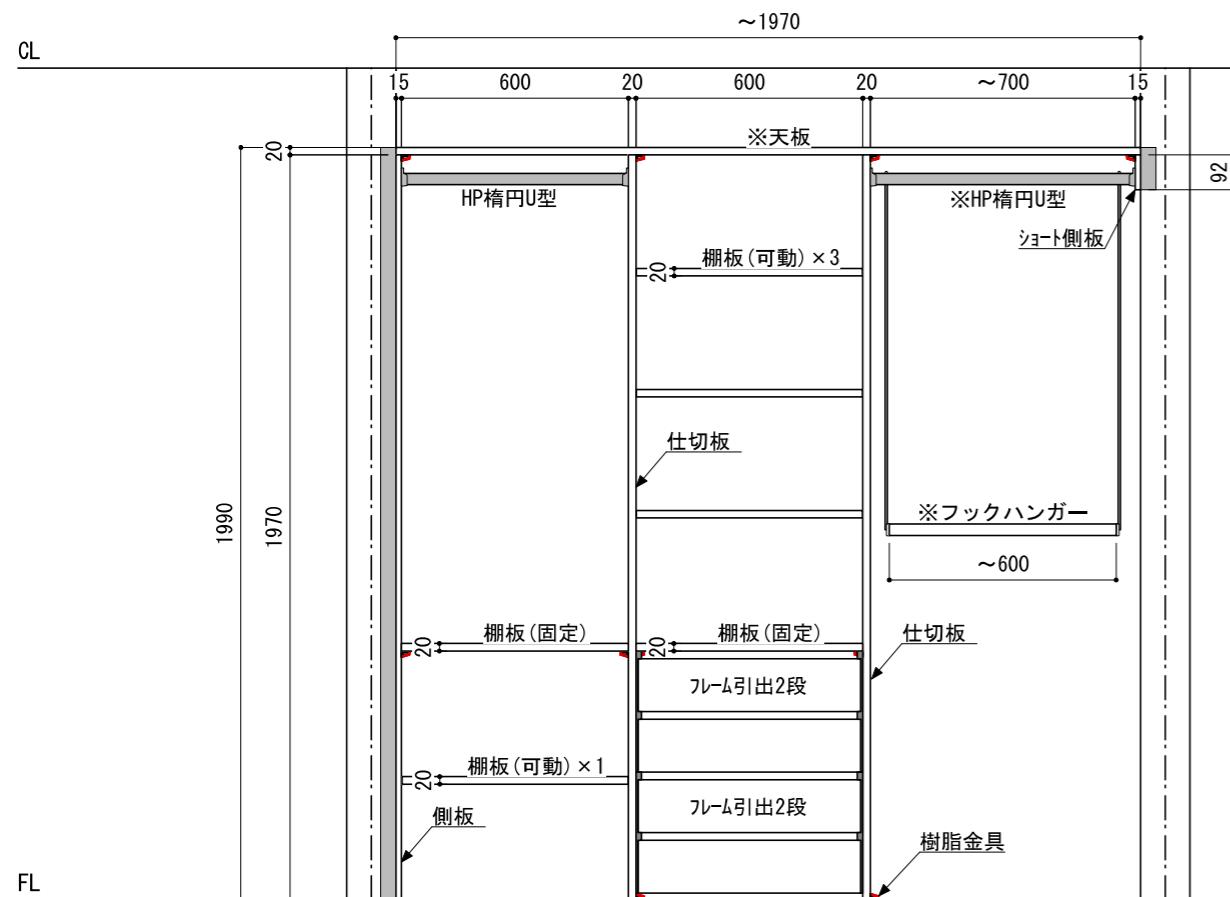 ～1970
CL
15 600 20 600 20 ～700 15
※天板
20
92
HP楕円U型
※HP楕円U型
ショート側板
棚板(可動)×3
20
仕切板
1990
1970
※フックハンガー
～600
棚板(固定)
20
棚板(固定)
20
仕切板
フレーム引出2段
棚板(可動)×1
20
フレーム引出2段
側板
樹脂金具
FL